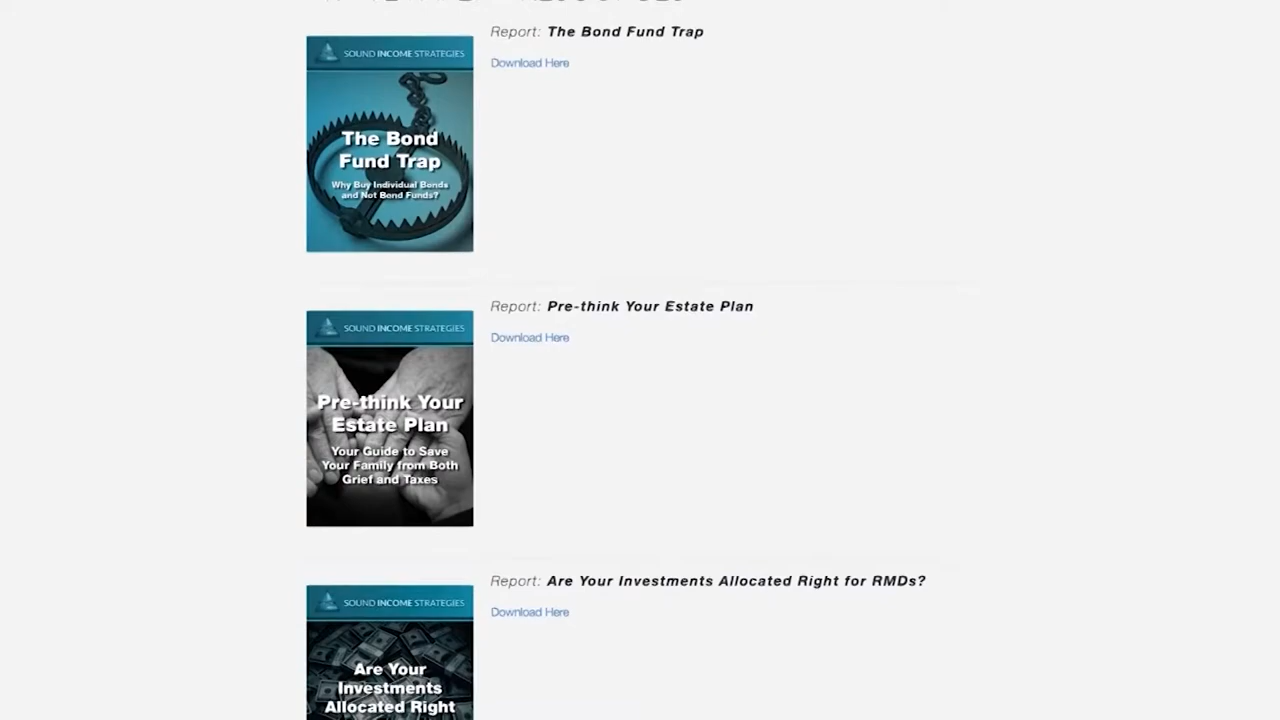 Report: The Bond Fund Trap
Download Here
SOUND INCOME STRATEGIES
The Bond
Fund Trap
Why Buy Individual Bonds
and Not Bond Funds?
Report: Pre-think Your Estate Plan
Download Here
SOUND INCOME STRATEGIES
Pre-think Your
Estate Plan
Your Guide to Save
Your Family from Both
Grief and Taxes
Report: Are Your Investments Allocated Right for RMDs?
Download Here
SOUND INCOME STRATEGIES
Are Your
Investments
Allocated Right